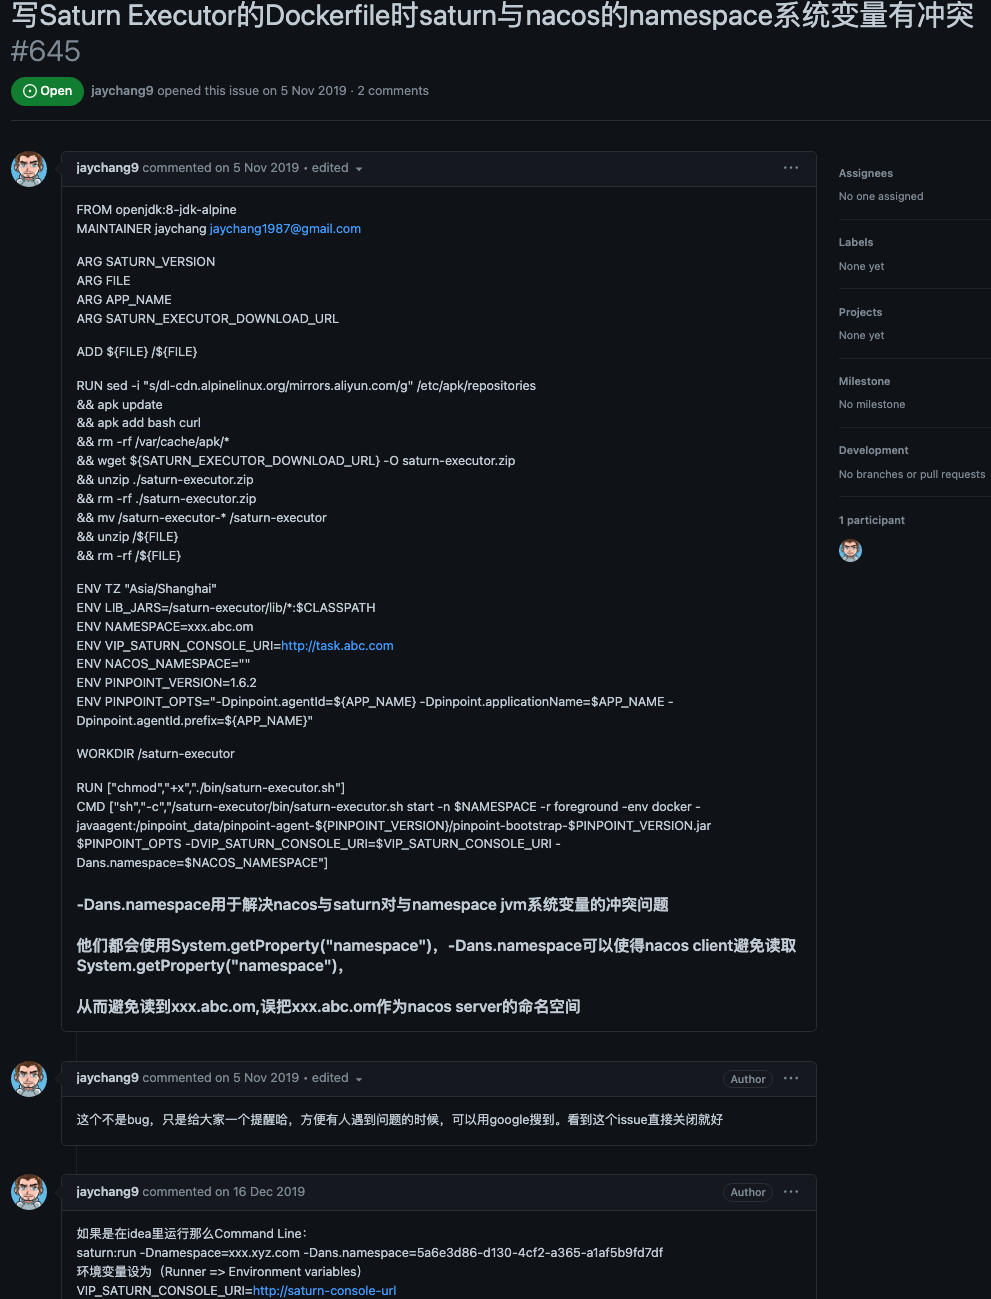 写Saturn Executor的Dockerfile时saturn与nacos的namespace系统变量有冲突
#645
Open jaychang9 opened this issue on 5 Nov 2019 · 2 comments
jaychang9 commented on 5 Nov 2019 • edited
FROM openjdk:8-jdk-alpine
MAINTAINER jaychang jaychang1987@gmail.com
ARG SATURN_VERSION
ARG FILE
ARG APP_NAME
ARG SATURN_EXECUTOR_DOWNLOAD_URL
ADD ${FILE} /${FILE}
RUN sed -i "s/dl-cdn.alpinelinux.org/mirrors.aliyun.com/g" /etc/apk/repositories
&& apk update
&& apk add bash curl
&& rm -rf /var/cache/apk/*
&& wget ${SATURN_EXECUTOR_DOWNLOAD_URL} -O saturn-executor.zip
&& unzip ./saturn-executor.zip
&& rm -rf ./saturn-executor.zip
&& mv /saturn-executor-* /saturn-executor
&& unzip /${FILE}
&& rm -rf /${FILE}
ENV TZ "Asia/Shanghai"
ENV LIB_JARS=/saturn-executor/lib/*:$CLASSPATH
ENV NAMESPACE=xxx.abc.om
ENV VIP_SATURN_CONSOLE_URI=http://task.abc.com
ENV NACOS_NAMESPACE=""
ENV PINPOINT_VERSION=1.6.2
ENV PINPOINT_OPTS="-Dpinpoint.agentId=${APP_NAME} -Dpinpoint.applicationName=$APP_NAME -
Dpinpoint.agentId.prefix=${APP_NAME}"
WORKDIR /saturn-executor
RUN ["chmod","+x","./bin/saturn-executor.sh"]
CMD ["sh","-c","/saturn-executor/bin/saturn-executor.sh start -n $NAMESPACE -r foreground -env docker -
javaagent:/pinpoint_data/pinpoint-agent-${PINPOINT_VERSION}/pinpoint-bootstrap-$PINPOINT_VERSION.jar
$PINPOINT_OPTS -DVIP_SATURN_CONSOLE_URI=$VIP_SATURN_CONSOLE_URI -
Dans.namespace=$NACOS_NAMESPACE"]
-Dans.namespace用于解决nacos与saturn对与namespace jvm系统变量的冲突问题
他们都会使用System.getProperty("namespace")，-Dans.namespace可以使得nacos client避免读取
System.getProperty("namespace")，
从而避免读到xxx.abc.om,误把xxx.abc.om作为nacos server的命名空间
jaychang9 commented on 5 Nov 2019 • edited
Author
这个不是bug，只是给大家一个提醒哈，方便有人遇到问题的时候，可以用google搜到。看到这个issue直接关闭就好
jaychang9 commented on 16 Dec 2019
Author
如果是在idea里运行那么Command Line：
saturn:run -Dnamespace=xxx.xyz.com -Dans.namespace=5a6e3d86-d130-4cf2-a365-a1af5b9fd7df
环境变量设为（Runner => Environment variables）
VIP_SATURN_CONSOLE_URI=http://saturn-console-url
Assignees
No one assigned
Labels
None yet
Projects
None yet
Milestone
No milestone
Development
No branches or pull requests
1 participant